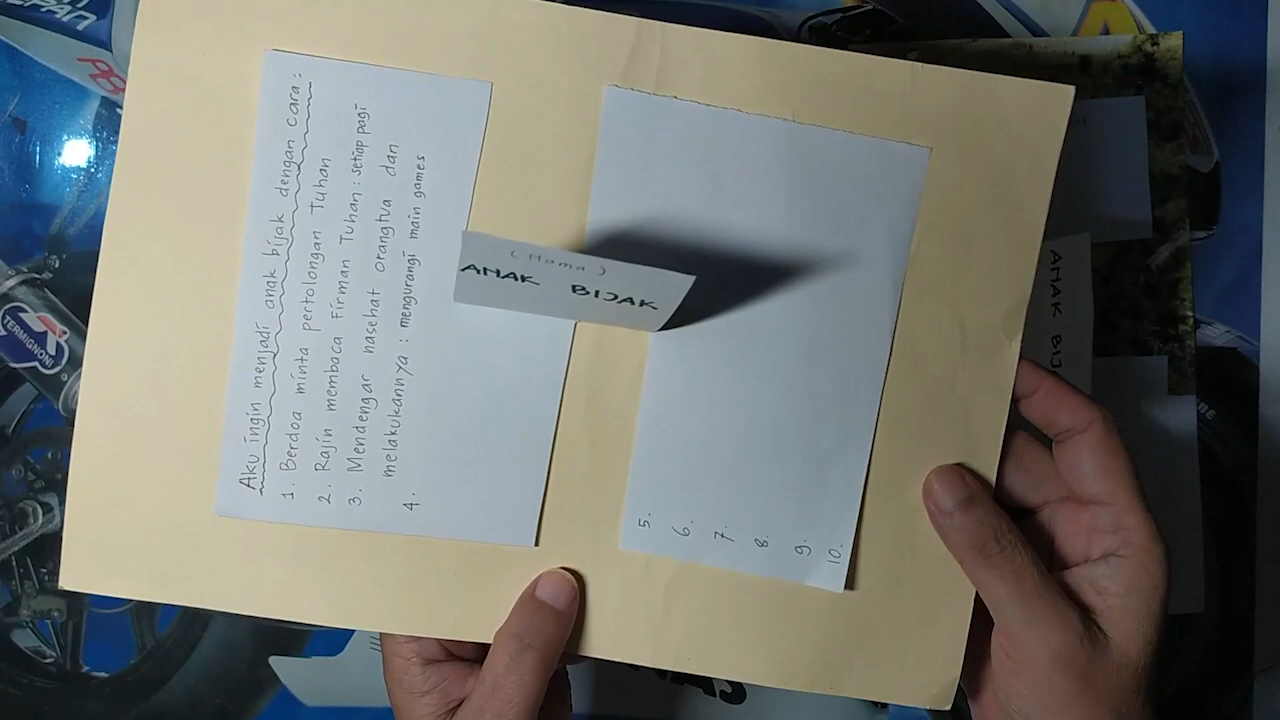 Aku ingin menjadi anak bijak dengan cara :
1. Berdoa minta pertolongan Tuhan
2. Rajin membaca Firman Tuhan : setiap pagi
3. Mendengar nasehat orangtua dan
melakukannya : mengurangi main games
4.
(Nama)
ANAK BIJAK
5.
6.
7.
8.
9.
10.
ANAK BIJ
TERMIGNONI